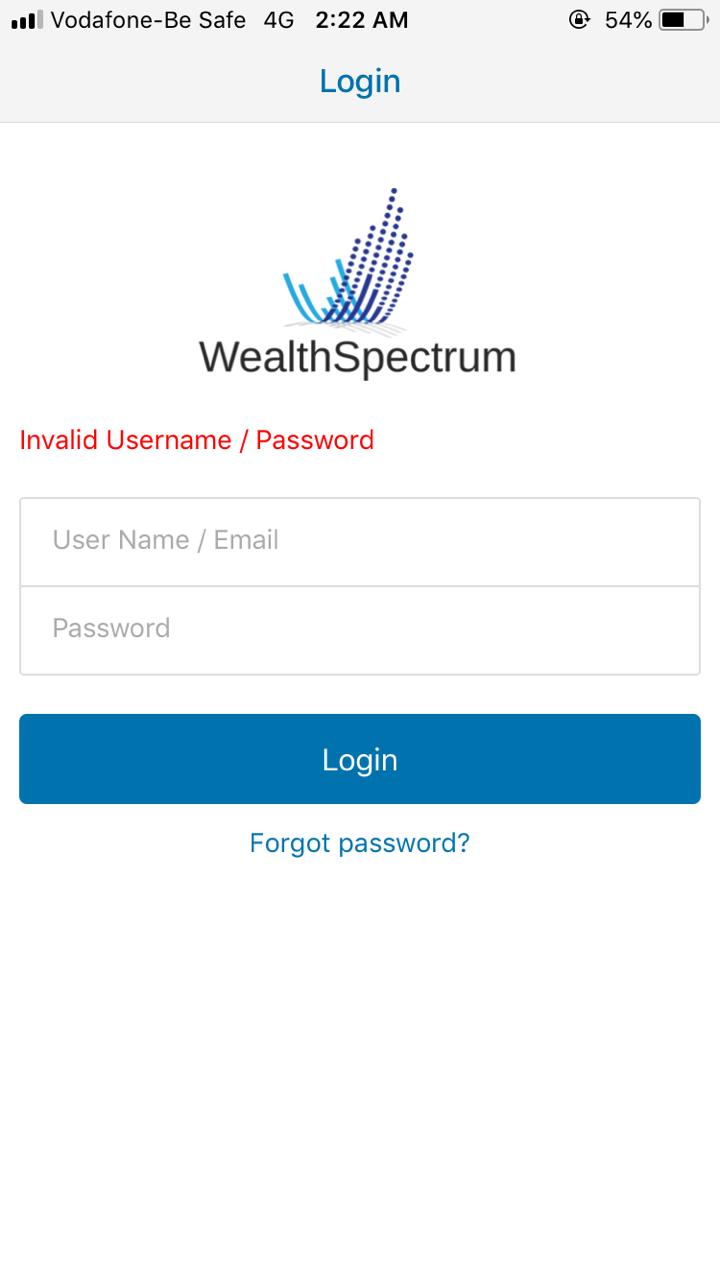 Vodafone-Be Safe 4G 2:22 AM 54%
Login
WealthSpectrum
Invalid Username / Password
User Name / Email
Password
Login
Forgot password?